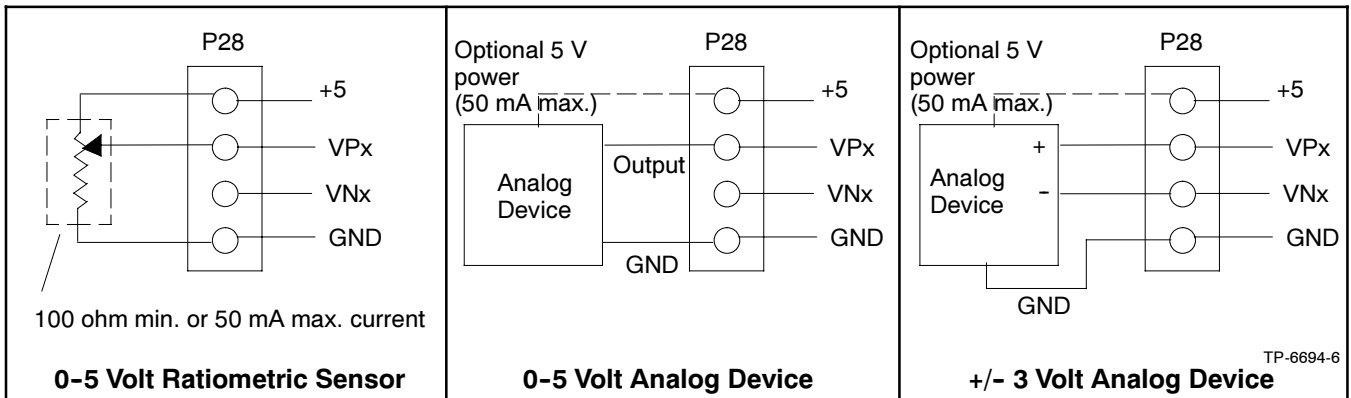 P28
+5
VPx
VNx
GND
100 ohm min. or 50 mA max. current
0-5 Volt Ratiometric Sensor
Optional 5 V
power
(50 mA max.)
P28
+5
Output
VPx
Analog
Device
VNx
GND
GND
0-5 Volt Analog Device
Optional 5 V
power
(50 mA max.)
P28
+5
+
VPx
Analog
Device
-
VNx
GND
GND
TP-6694-6
+/- 3 Volt Analog Device